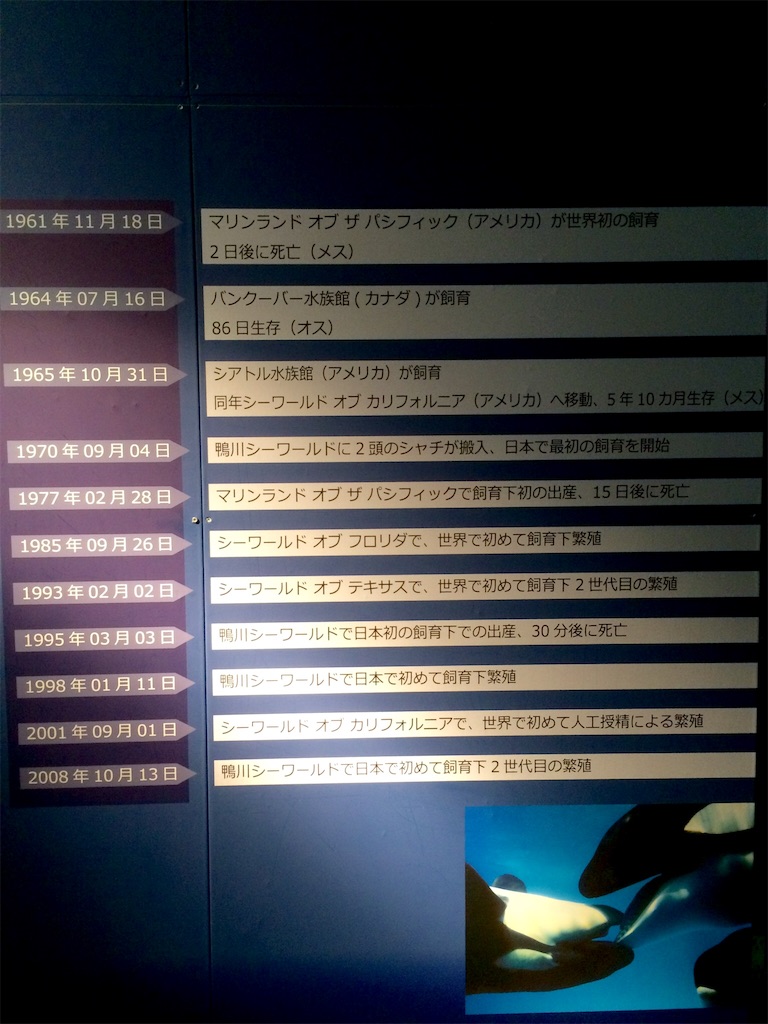 1961 年 11 月 18 日
マリンランド オブ ザ パシフィック（アメリカ）が世界初の飼育
2 日後に死亡（メス）
1964 年 07 月 16 日
バンクーバー水族館 ( カナダ ) が飼育
86 日生存（オス）
1965 年 10 月 31 日
シアトル水族館（アメリカ）が飼育
同年シーワールド オブ カリフォルニア（アメリカ）へ移動、5 年 10 カ月生存（メス）
1970 年 09 月 04 日
鴨川シーワールドに 2 頭のシャチが搬入、日本で最初の飼育を開始
1977 年 02 月 28 日
マリンランド オブ ザ パシフィックで飼育下初の出産、15 日後に死亡
1985 年 09 月 26 日
シーワールド オブ フロリダで、世界で初めて飼育下繁殖
1993 年 02 月 02 日
シーワールド オブ テキサスで、世界で初めて飼育下 2 世代目の繁殖
1995 年 03 月 03 日
鴨川シーワールドで日本初の飼育下での出産、30 分後に死亡
1998 年 01 月 11 日
鴨川シーワールドで日本で初めて飼育下繁殖
2001 年 09 月 01 日
シーワールド オブ カリフォルニアで、世界で初めて人工授精による繁殖
2008 年 10 月 13 日
鴨川シーワールドで日本で初めて飼育下 2 世代目の繁殖